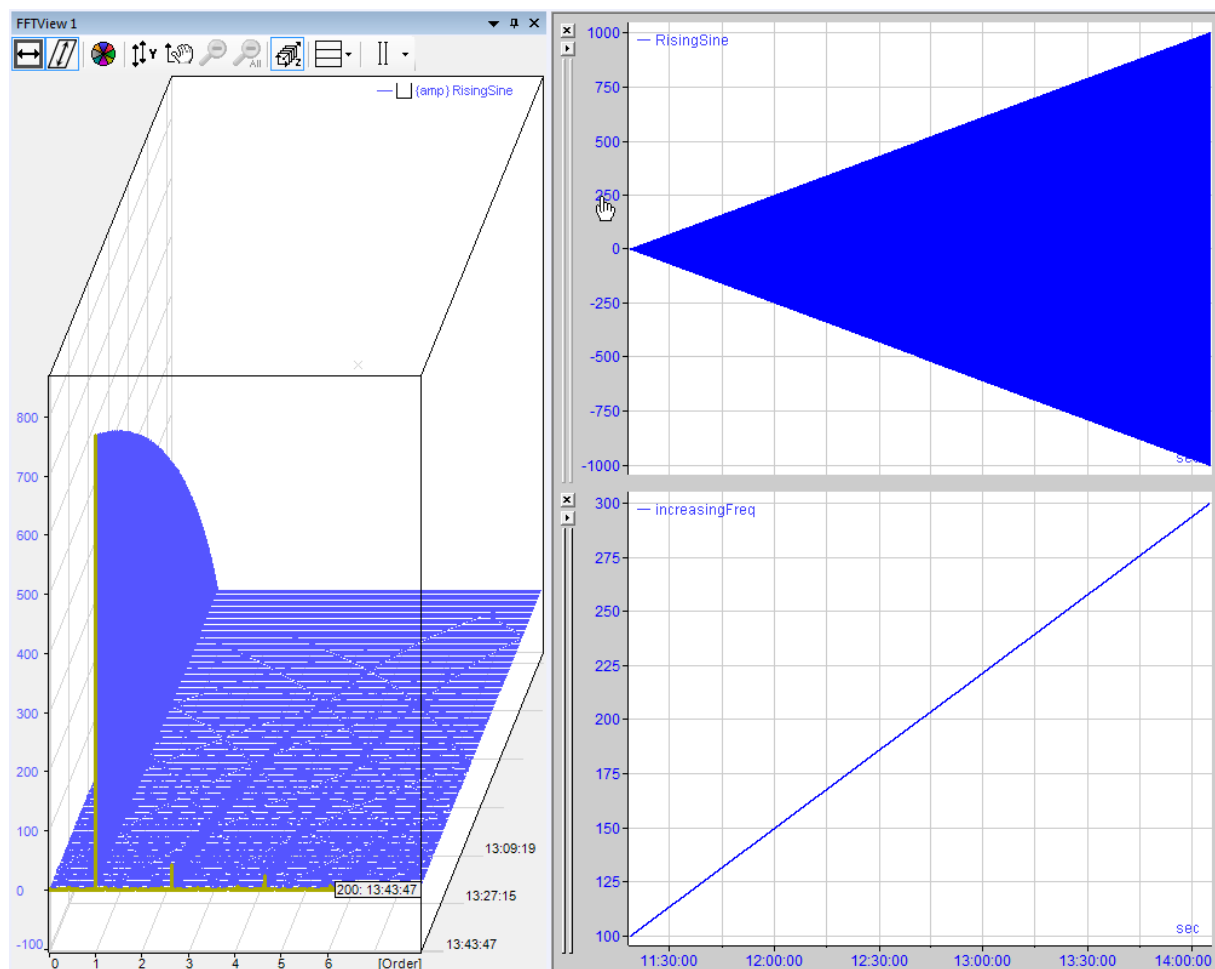 FFTView 1
Y
All
Z
{amp} RisingSine
800
700
600
500
400
300
200
100
0
-100
200: 13:43:47
13:09:19
13:27:15
13:43:47
0 1 2 3 4 5 6 [Order]
RisingSine
1000
750
500
250
0
-250
-500
-750
-1000
sec
increasingFreq
300
275
250
225
200
175
150
125
100
sec
11:30:00 12:00:00 12:30:00 13:00:00 13:30:00 14:00:00